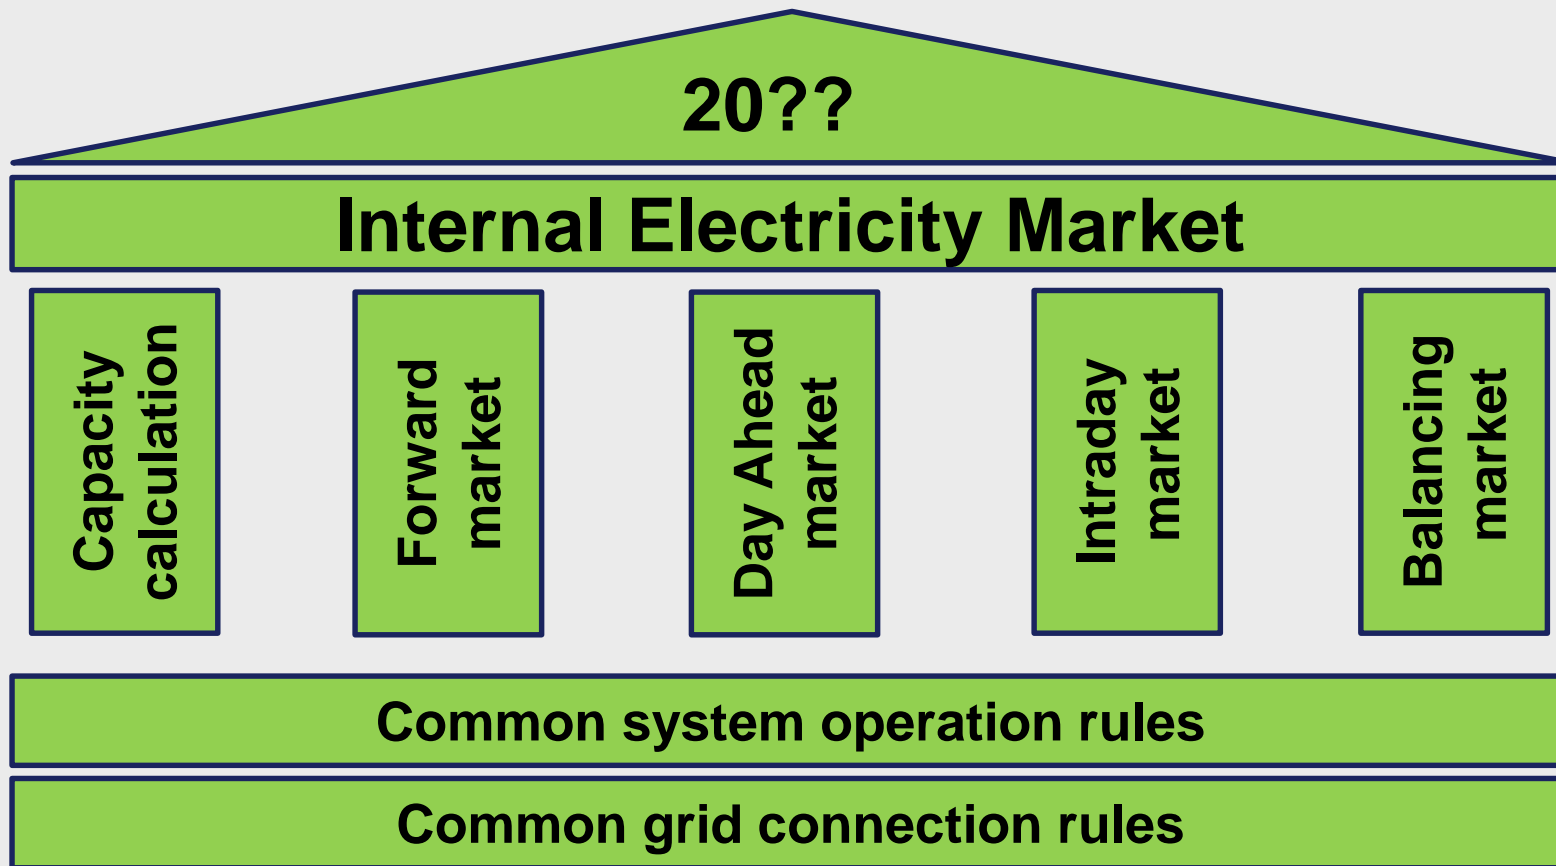 20??
Internal Electricity Market
Capacity
calculation
Forward
market
Day Ahead
market
Intraday
market
Balancing
market
Common system operation rules
Common grid connection rules